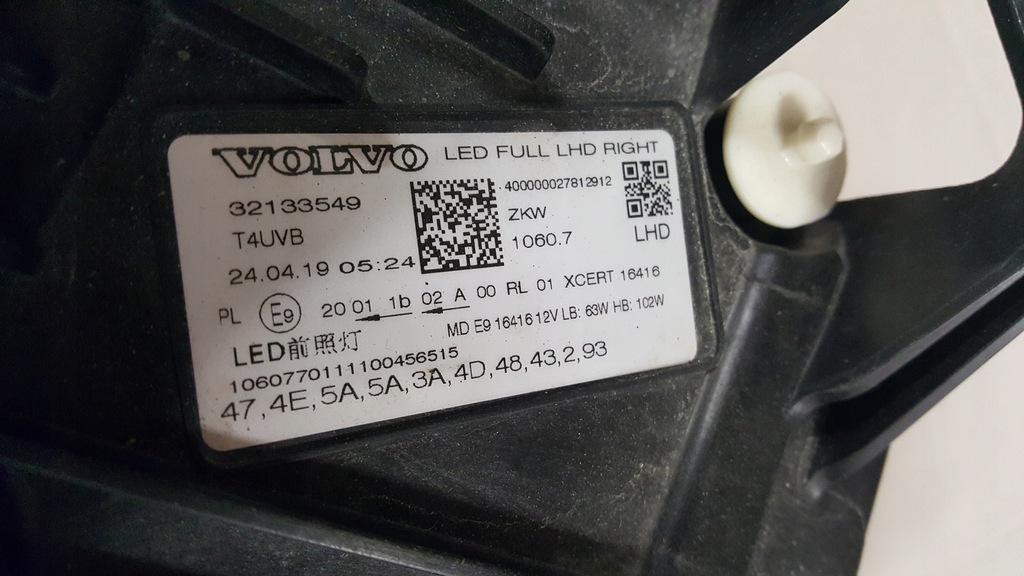 VOLVO LED FULL LHD RIGHT
32133549
400000027812912
T4UVB
ZKW
1060.7
LHD
24.04.19 05:24
PL E9 20 01 1b 02 A 00 RL 01 XCERT 16416
MD E9 16416 12V LB: 63W HB: 102W
LED前照灯
1060770111100456515
47,4E,5A,5A,3A,4D,48,43,2,93